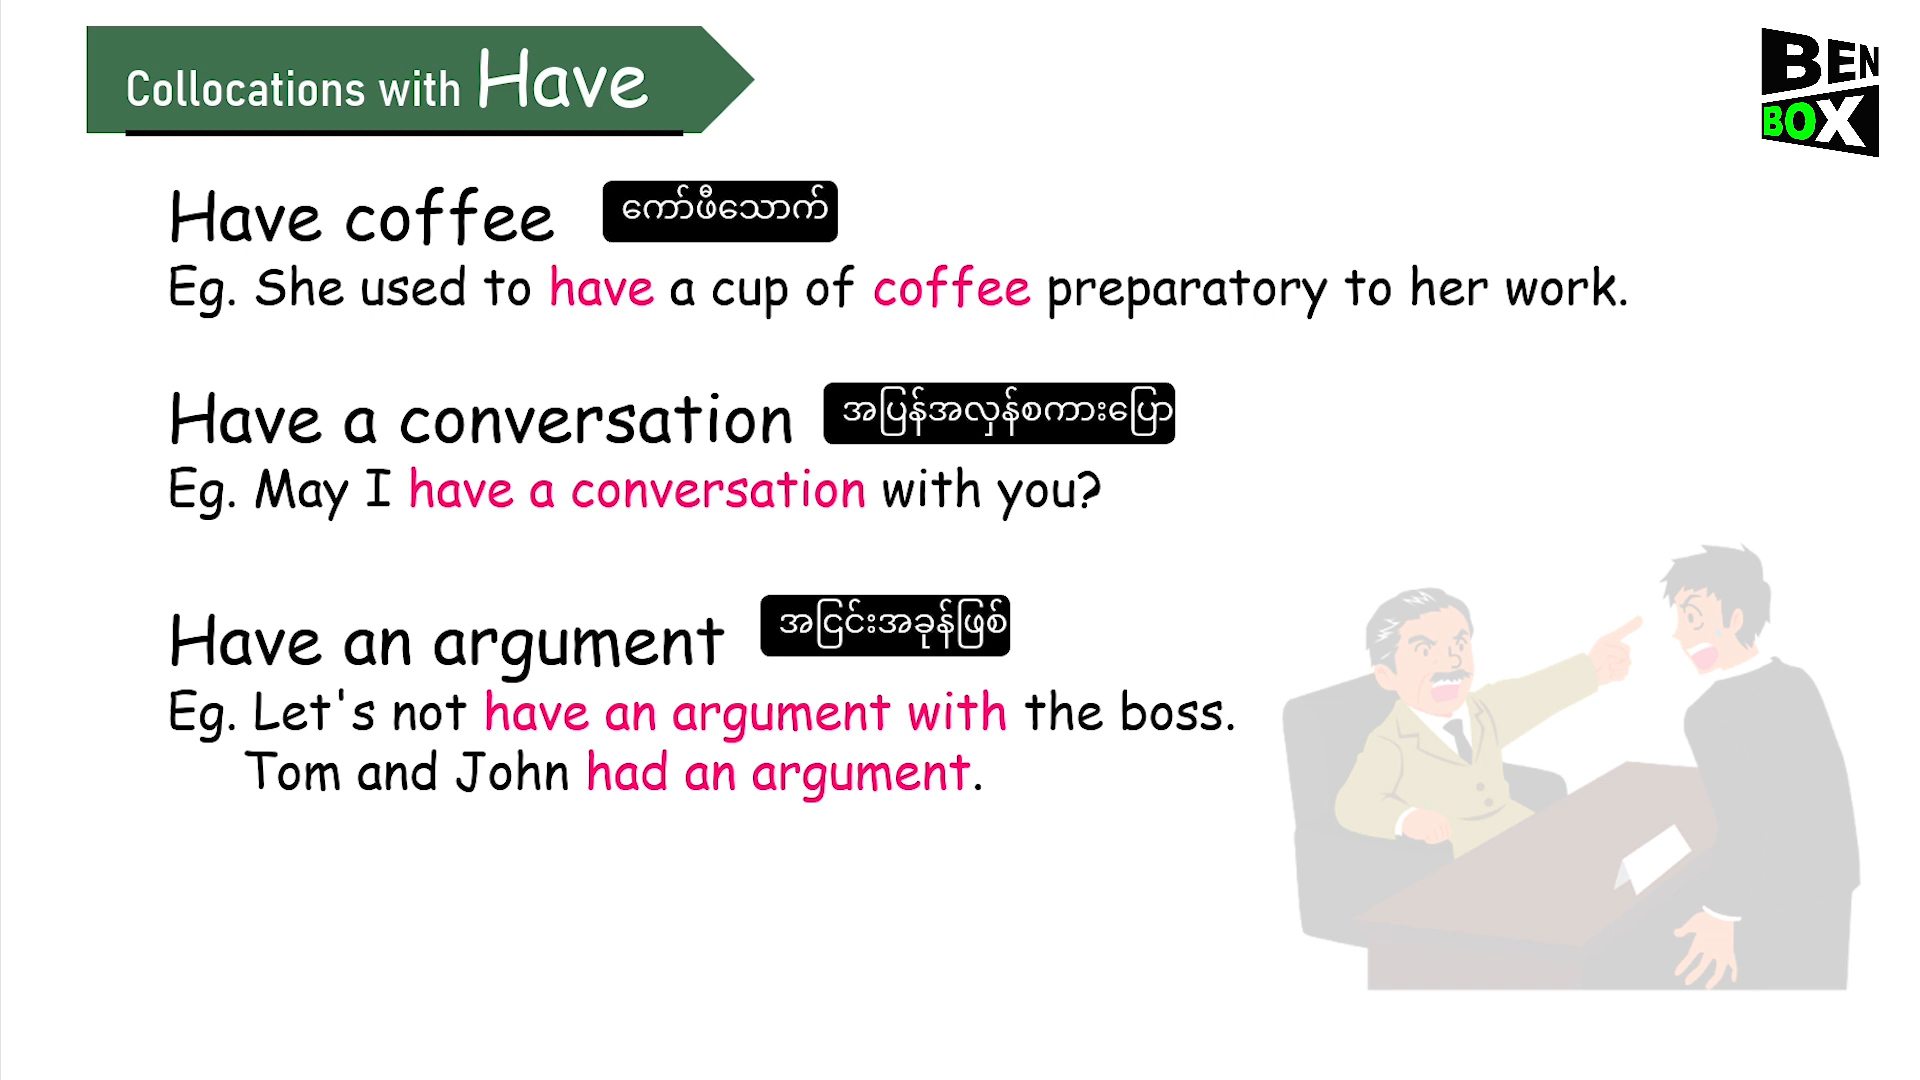 Collocations with Have
BEN
BOX
Have coffee ကော်ဖီသောက်
Eg. She used to have a cup of coffee preparatory to her work.
Have a conversation အပြန်အလှန်စကားပြော
Eg. May I have a conversation with you?
Have an argument အငြင်းအခုန်ဖြစ်
Eg. Let's not have an argument with the boss.
Tom and John had an argument.